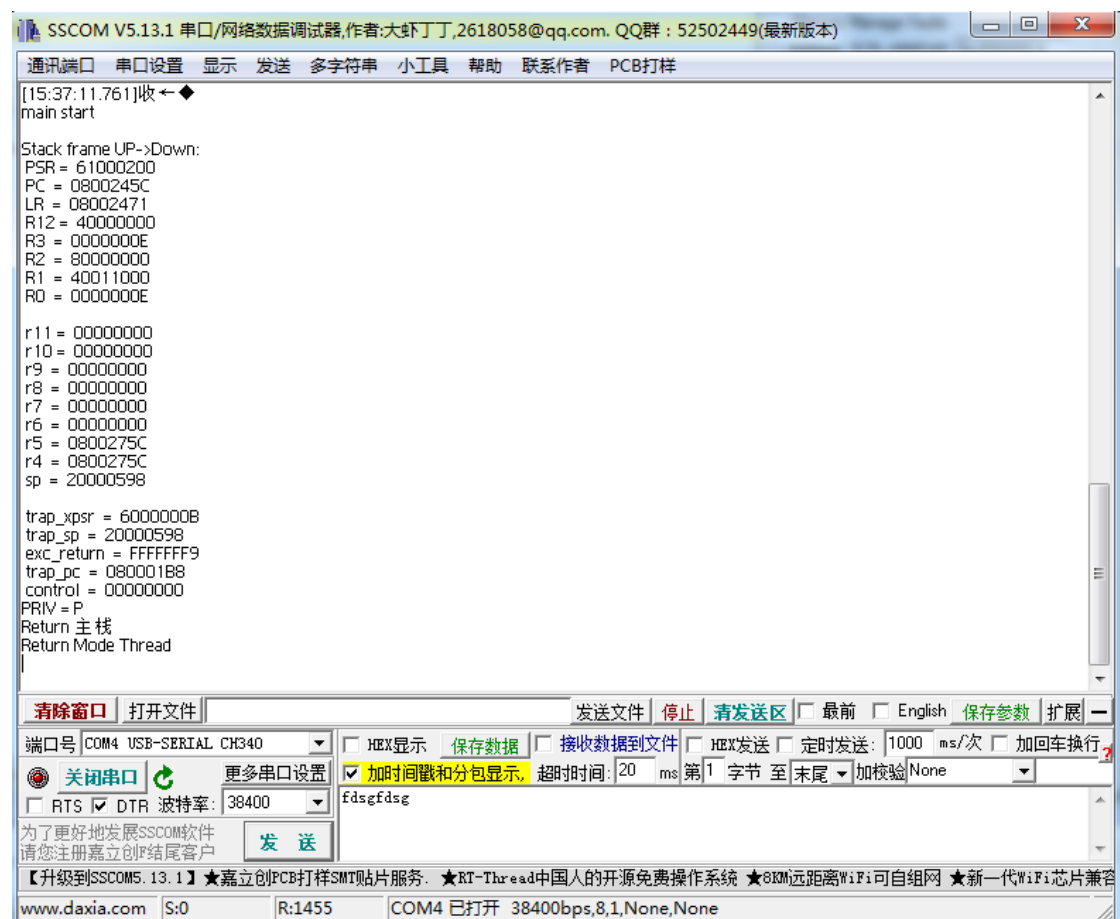 SSCOM V5.13.1 串口/网络数据调试器,作者:大虾丁丁,2618058@qq.com. QQ群：52502449(最新版本)
通讯端口 串口设置 显示 发送 多字符串 小工具 帮助 联系作者 PCB打样
[15:37:11.761]收←◆
main start
Stack frame UP->Down:
PSR = 61000200
PC = 0800245C
LR = 08002471
R12 = 40000000
R3 = 0000000E
R2 = 80000000
R1 = 40011000
R0 = 0000000E
r11 = 00000000
r10 = 00000000
r9 = 00000000
r8 = 00000000
r7 = 00000000
r6 = 00000000
r5 = 0800275C
r4 = 0800275C
sp = 20000598
trap_xpsr = 6000000B
trap_sp = 20000598
exc_return = FFFFFFF9
trap_pc = 080001B8
control = 00000000
PRIV = P
Return 主栈
Return Mode Thread
清除窗口 打开文件 发送文件 停止 清发送区 最前 English 保存参数 扩展 —
端口号 COM4 USB-SERIAL CH340 HEX显示 保存数据 接收数据到文件 HEX发送 定时发送: 1000 ms/次 加回车换行
关闭串口 更多串口设置 加时间戳和分包显示, 超时时间: 20 ms 第1 字节 至 末尾 加校验 None
RTS DTR 波特率: 38400
fdsgfdsg
为了更好地发展SSCOM软件
请您注册嘉立创F结尾客户
发 送
【升级到SSCOM5.13.1】★嘉立创PCB打样SMT贴片服务. ★RT-Thread中国人的开源免费操作系统 ★8KM远距离WiFi可自组网 ★新一代WiFi芯片兼容
www.daxia.com S:0 R:1455 COM4 已打开 38400bps,8,1,None,None